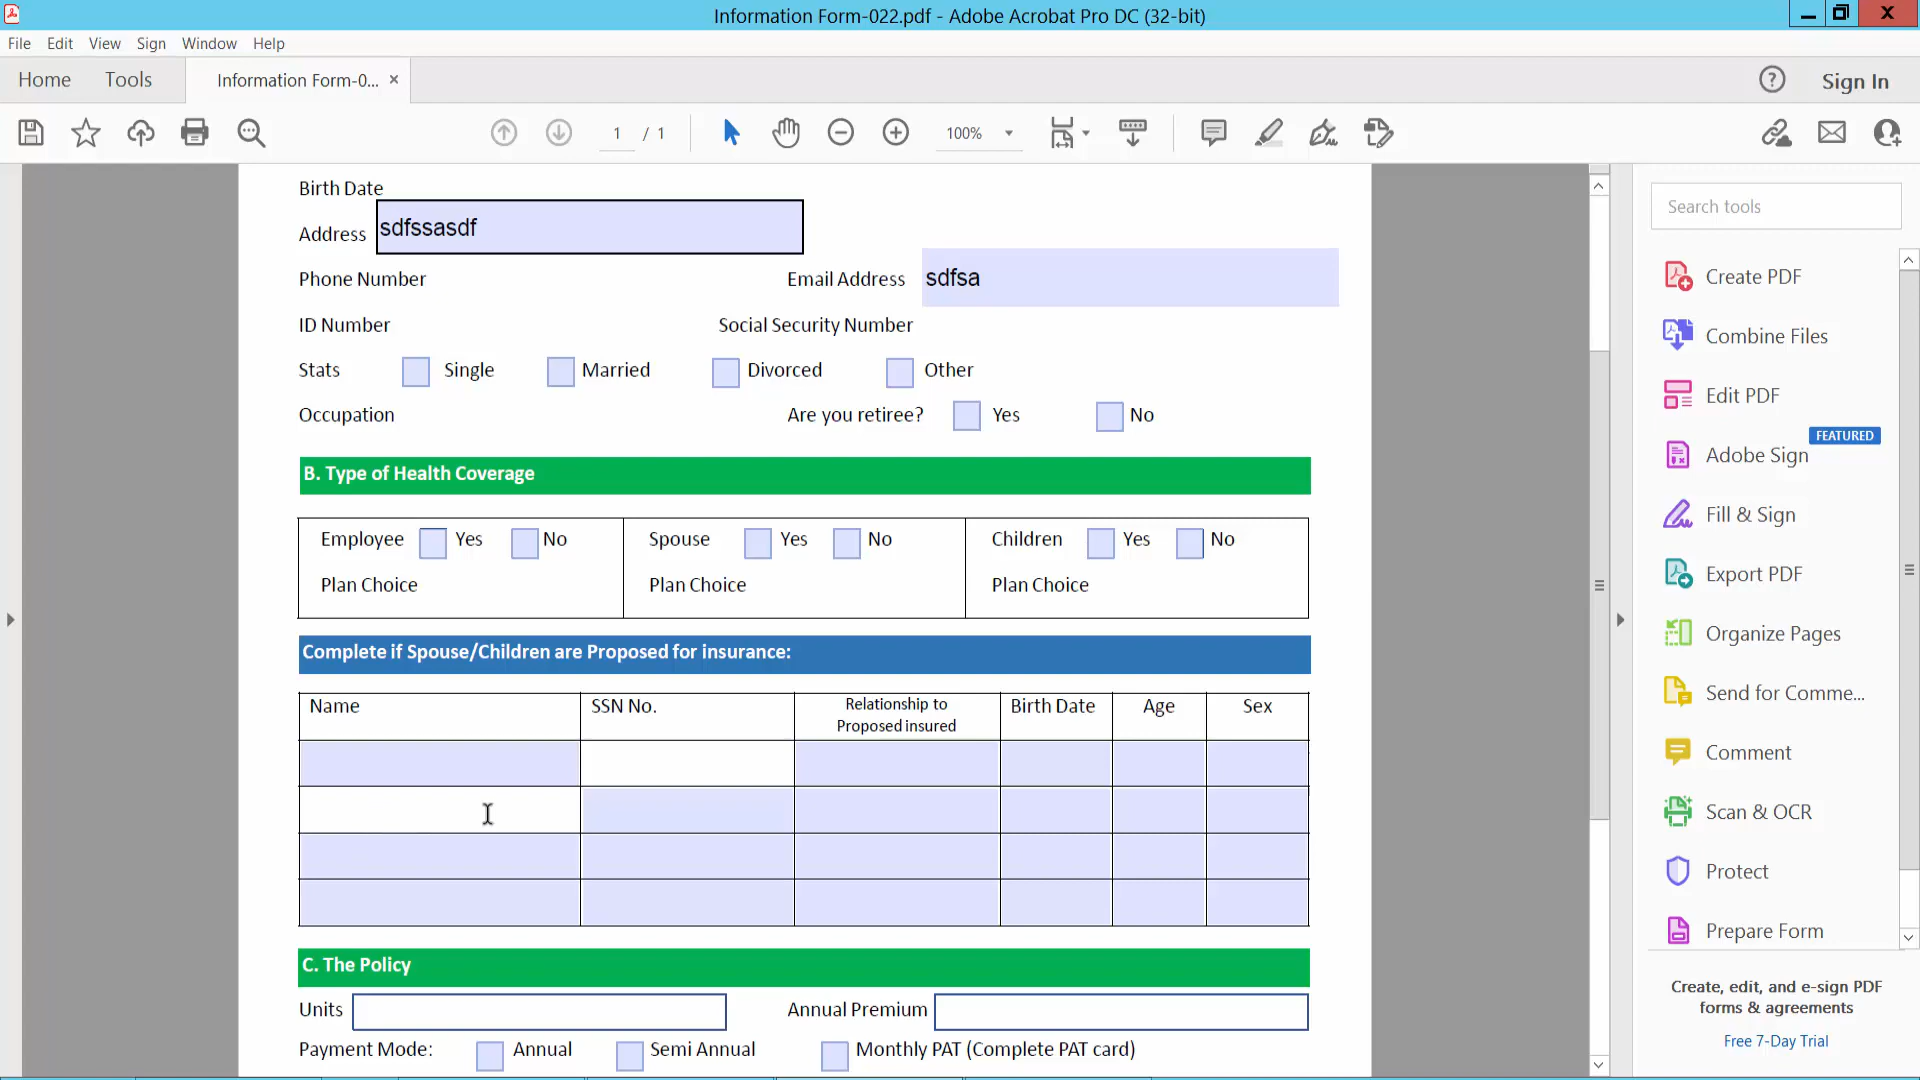 Information Form-022.pdf - Adobe Acrobat Pro DC (32-bit)
File Edit View Sign Window Help
Home Tools Information Form-0... × Sign In
1 / 1 100%
Search tools
Create PDF
Combine Files
Edit PDF
FEATURED
Adobe Sign
Fill & Sign
Export PDF
Organize Pages
Send for Comme...
Comment
Scan & OCR
Protect
Prepare Form
Create, edit, and e-sign PDF
forms & agreements
Free 7-Day Trial
Birth Date
Address sdfssasdf
Phone Number Email Address sdfsa
ID Number Social Security Number
Stats Single Married Divorced Other
Occupation Are you retiree? Yes No
B. Type of Health Coverage
Employee Yes No Spouse Yes No Children Yes No
Plan Choice Plan Choice Plan Choice
Complete if Spouse/Children are Proposed for insurance:
Name SSN No. Relationship to Proposed insured Birth Date Age Sex
C. The Policy
Units Annual Premium
Payment Mode: Annual Semi Annual Monthly PAT (Complete PAT card)